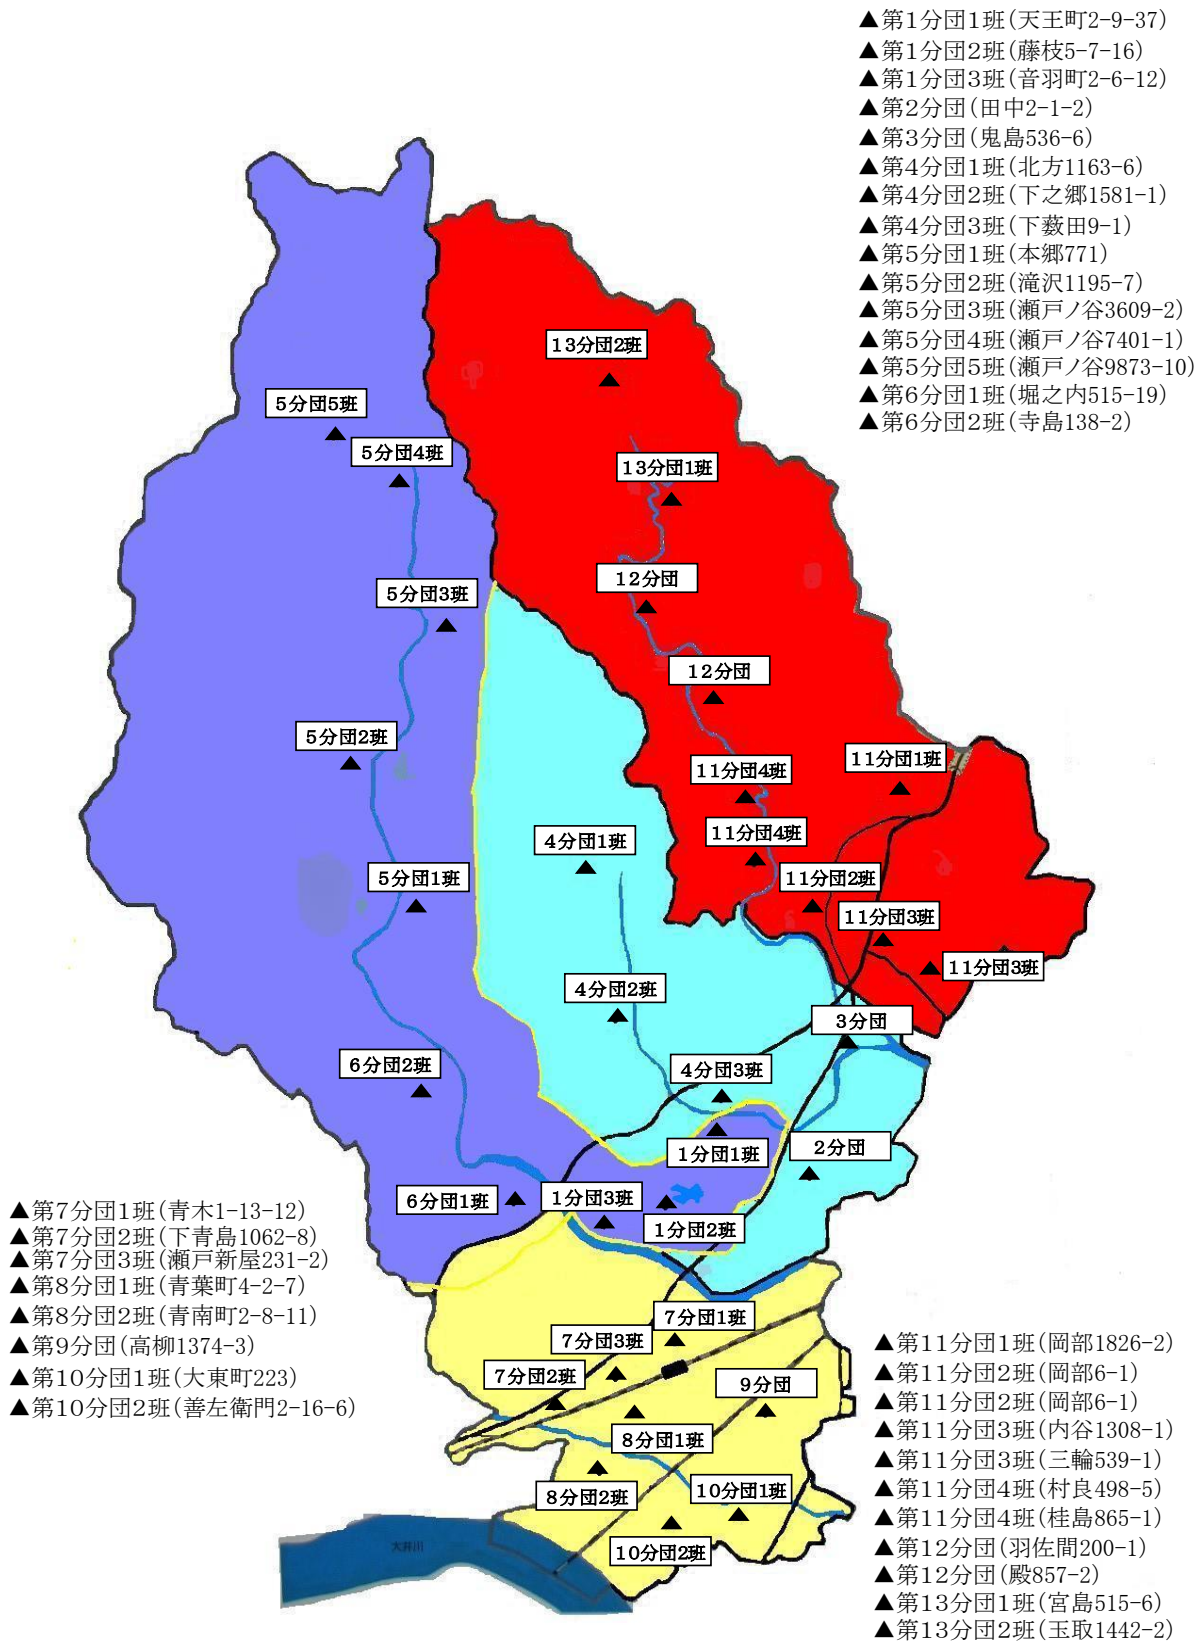 ▲第1分団1班(天王町2-9-37)
▲第1分団2班(藤枝5-7-16)
▲第1分団3班(音羽町2-6-12)
▲第2分団(田中2-1-2)
▲第3分団(鬼島536-6)
▲第4分団1班(北方1163-6)
▲第4分団2班(下之郷1581-1)
▲第4分団3班(下薮田9-1)
▲第5分団1班(本郷771)
▲第5分団2班(滝沢1195-7)
▲第5分団3班(瀬戸ノ谷3609-2)
▲第5分団4班(瀬戸ノ谷7401-1)
▲第5分団5班(瀬戸ノ谷9873-10)
▲第6分団1班(堀之内515-19)
▲第6分団2班(寺島138-2)
13分団2班
5分団5班
5分団4班
13分団1班
12分団
5分団3班
12分団
5分団2班
11分団1班
11分団4班
11分団4班
4分団1班
5分団1班
11分団2班
11分団3班
11分団3班
4分団2班
3分団
6分団2班
4分団3班
1分団1班
2分団
6分団1班
1分団3班
1分団2班
▲第7分団1班(青木1-13-12)
▲第7分団2班(下青島1062-8)
▲第7分団3班(瀬戸新屋231-2)
▲第8分団1班(青葉町4-2-7)
▲第8分団2班(青南町2-8-11)
▲第9分団(高柳1374-3)
▲第10分団1班(大東町223)
▲第10分団2班(善左衛門2-16-6)
7分団1班
7分団3班
7分団2班
9分団
8分団1班
8分団2班
10分団1班
10分団2班
大井川
▲第11分団1班(岡部1826-2)
▲第11分団2班(岡部6-1)
▲第11分団2班(岡部6-1)
▲第11分団3班(内谷1308-1)
▲第11分団3班(三輪539-1)
▲第11分団4班(村良498-5)
▲第11分団4班(桂島865-1)
▲第12分団(羽佐間200-1)
▲第12分団(殿857-2)
▲第13分団1班(宮島515-6)
▲第13分団2班(玉取1442-2)